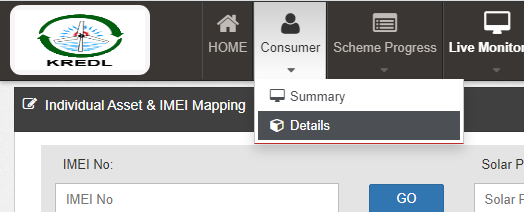 KREDL
HOME
Consumer
Scheme Progress
Live Monitor
Summary
Details
Individual Asset & IMEI Mapping
IMEI No:
Solar P
IMEI No
GO
Solar P